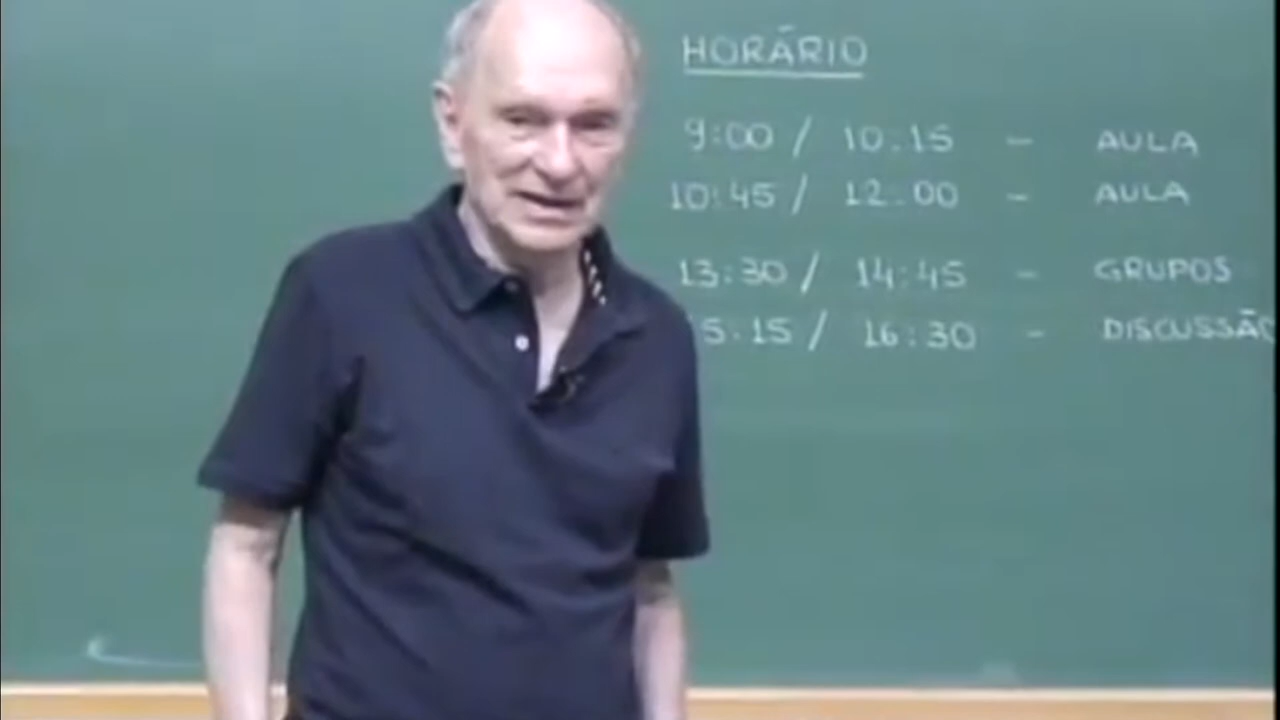 HORÁRIO
9:00 / 10:15 - AULA
10:45 / 12:00 - AULA
13:30 / 14:45 - GRUPOS
5:15 / 16:30 - DISCUSSÃO